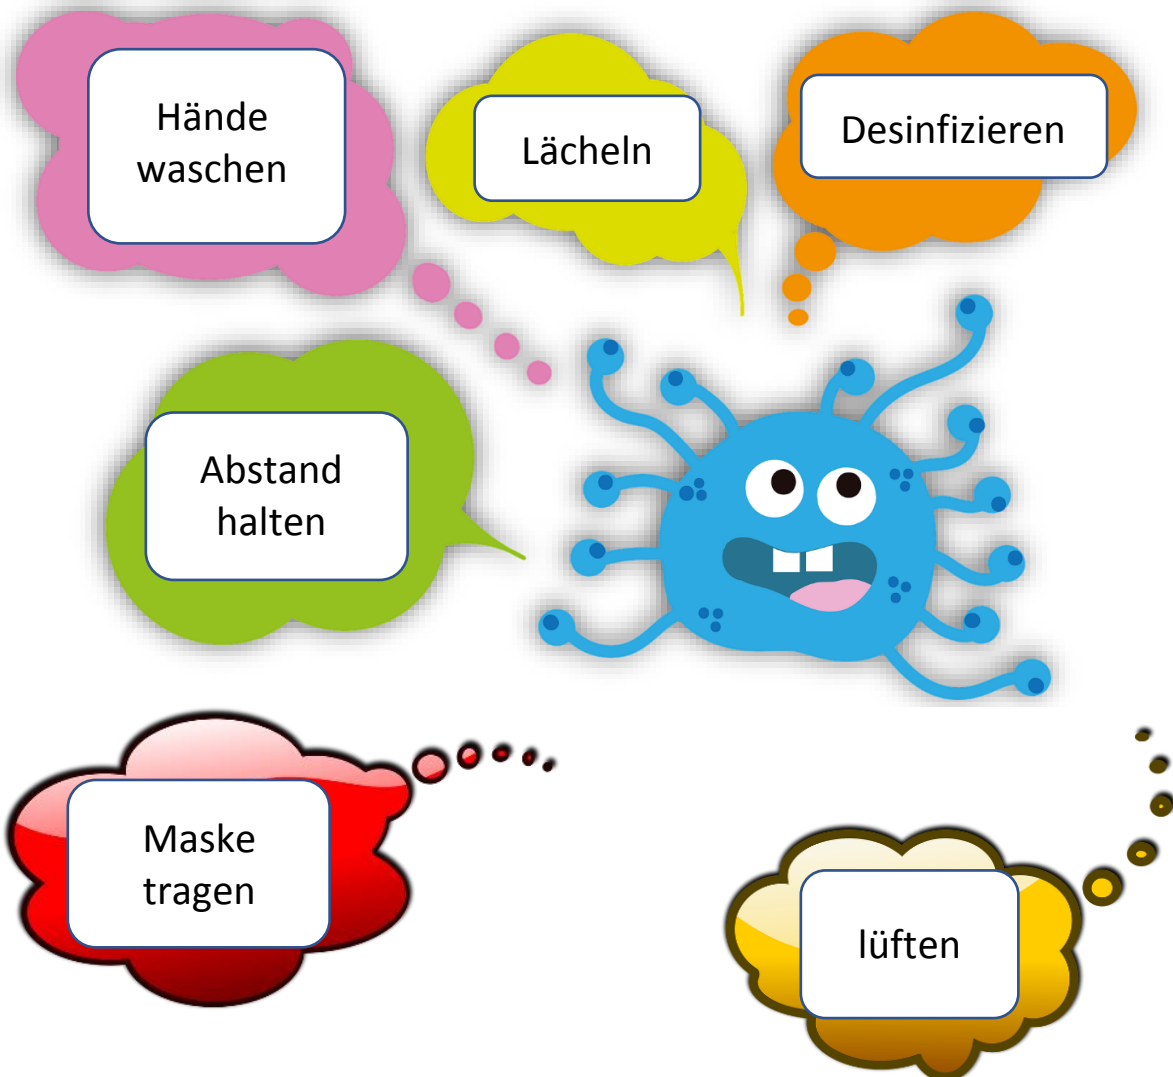 Hände
waschen
Lächeln
Desinfizieren
Abstand
halten
Maske
tragen
lüften